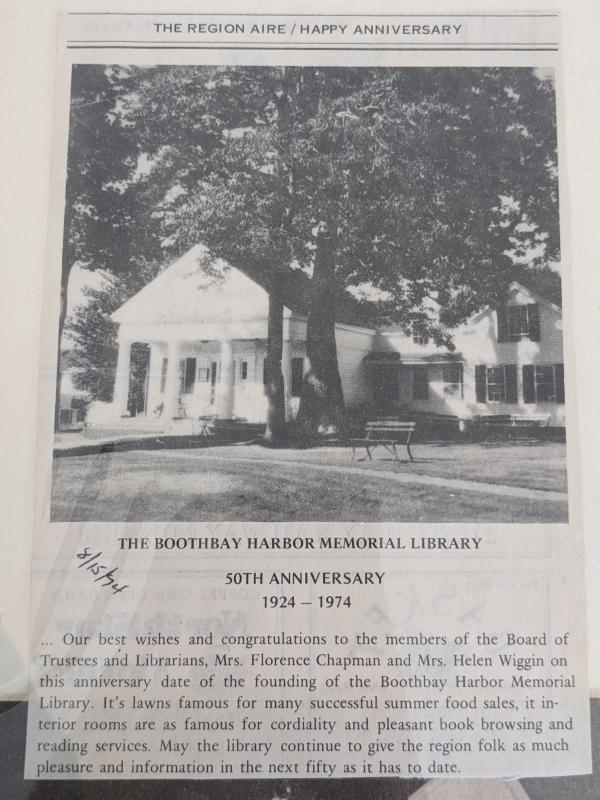 THE REGION AIRE / HAPPY ANNIVERSARY
THE BOOTHBAY HARBOR MEMORIAL LIBRARY
8/15/74
50TH ANNIVERSARY
1924 – 1974
... Our best wishes and congratulations to the members of the Board of
Trustees and Librarians, Mrs. Florence Chapman and Mrs. Helen Wiggin on
this anniversary date of the founding of the Boothbay Harbor Memorial
Library. It's lawns famous for many successful summer food sales, it in-
terior rooms are as famous for cordiality and pleasant book browsing and
reading services. May the library continue to give the region folk as much
pleasure and information in the next fifty as it has to date.